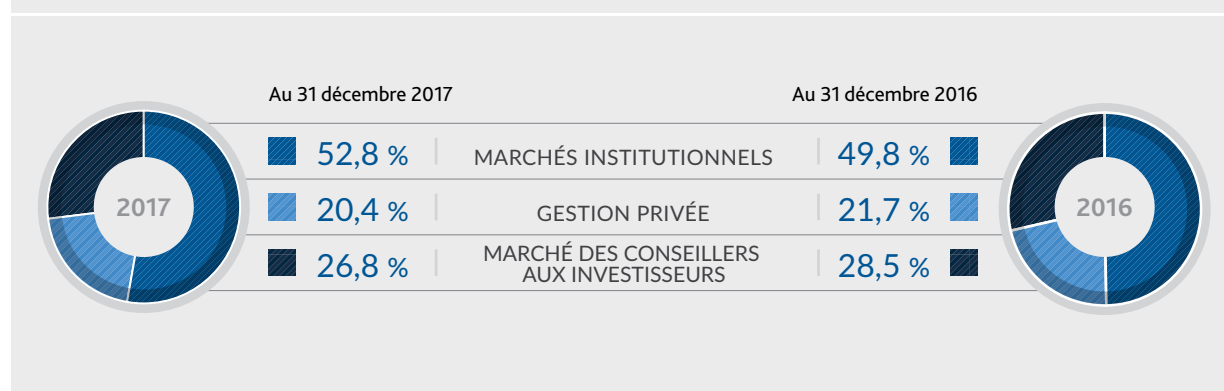 Au 31 décembre 2017
Au 31 décembre 2016
2017
52,8 %
MARCHÉS INSTITUTIONNELS
49,8 %
20,4 %
GESTION PRIVÉE
21,7 %
26,8 %
MARCHÉ DES CONSEILLERS
AUX INVESTISSEURS
28,5 %
2016